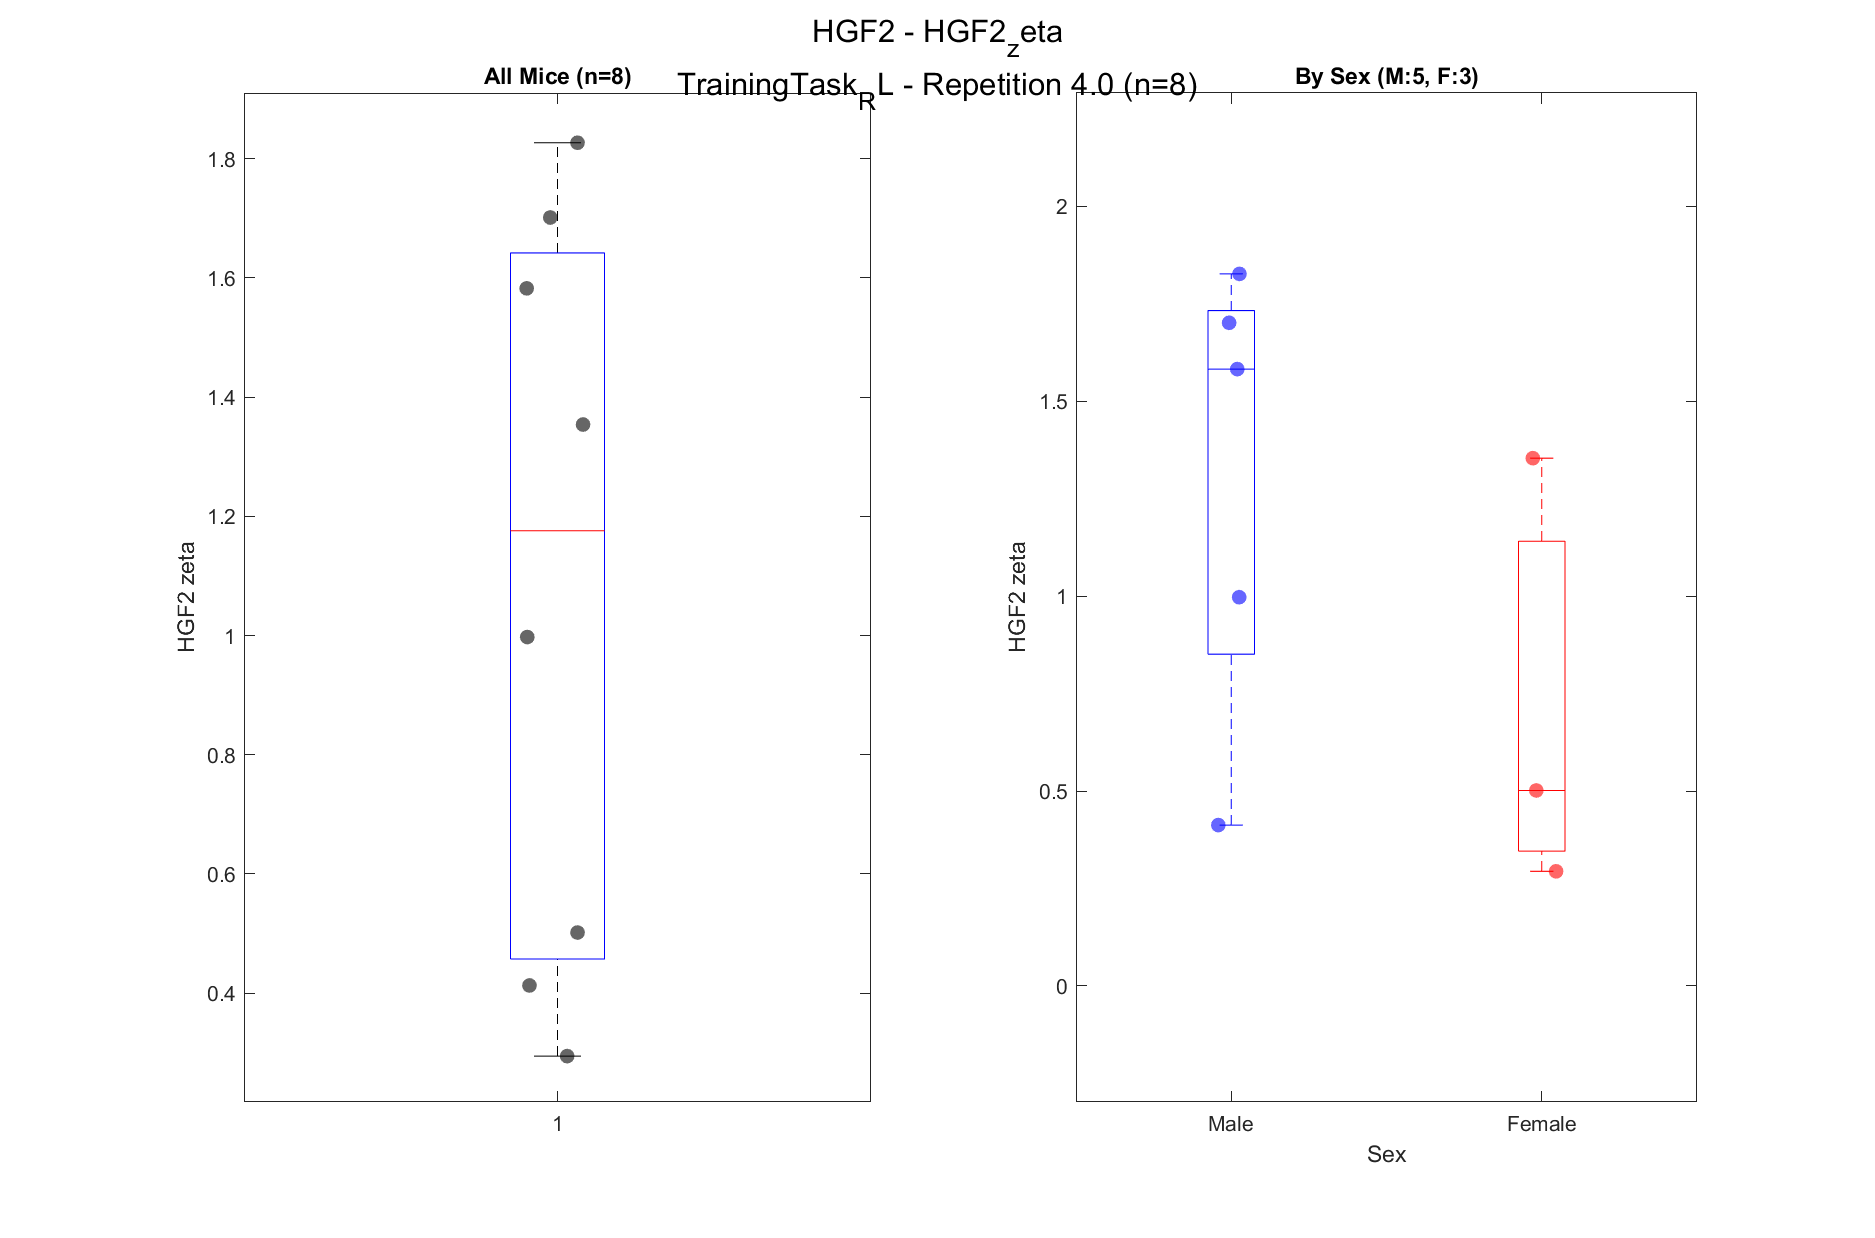 HGF2 - HGF2_zeta
TrainingTask_RL - Repetition 4.0 (n=8)
All Mice (n=8)
1.8
1.6
1.4
1.2
1
0.8
0.6
0.4
HGF2 zeta
1
By Sex (M:5, F:3)
2
1.5
1
0.5
0
HGF2 zeta
Male Female
Sex